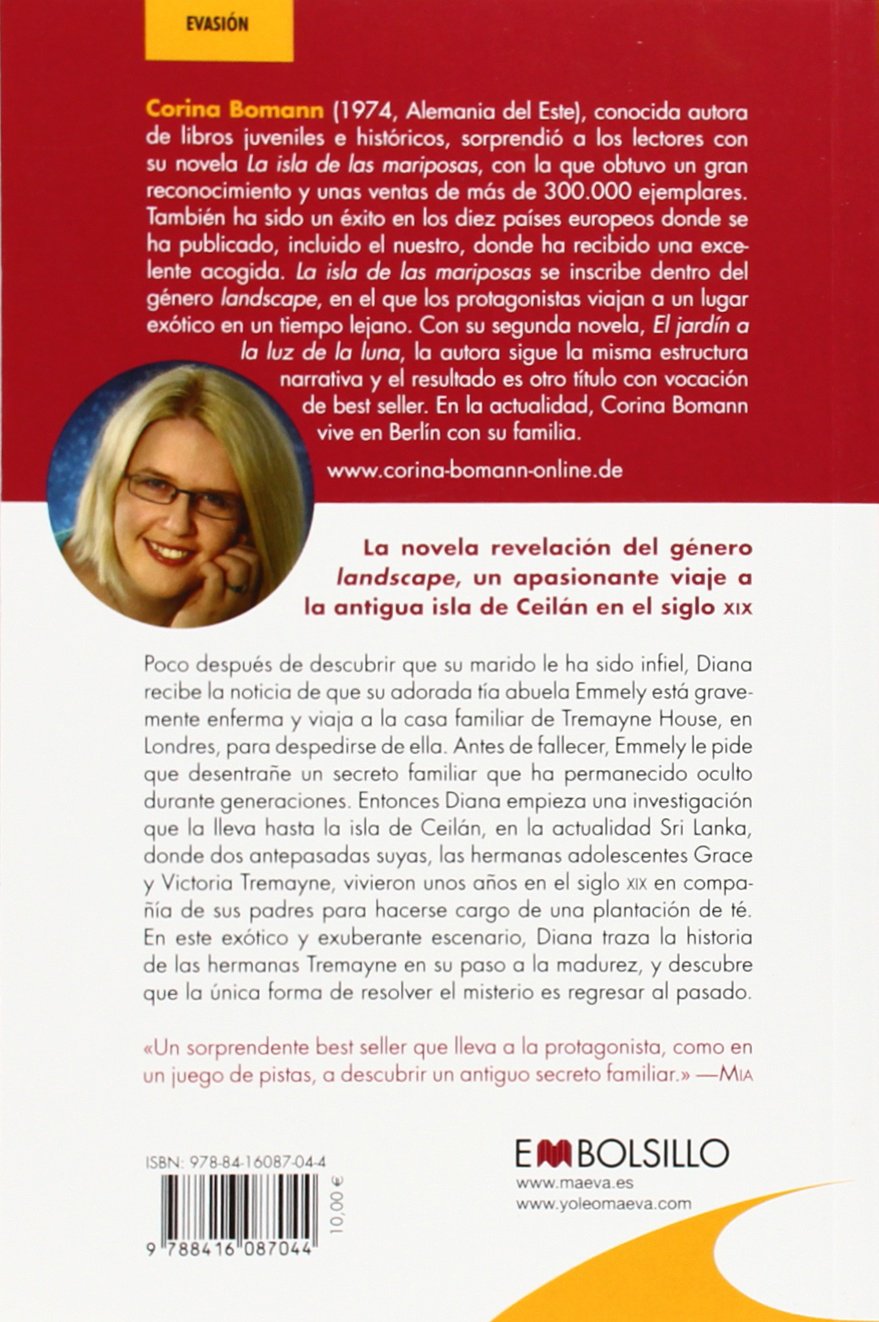 EVASIÓN
Corina Bomann (1974, Alemania del Este), conocida autora
de libros juveniles e históricos, sorprendió a los lectores con
su novela La isla de las mariposas, con la que obtuvo un gran
reconocimiento y unas ventas de más de 300.000 ejemplares.
También ha sido un éxito en los diez países europeos donde se
ha publicado, incluido el nuestro, donde ha recibido una exce-
lente acogida. La isla de las mariposas se inscribe dentro del
género landscape, en el que los protagonistas viajan a un lugar
exótico en un tiempo lejano. Con su segunda novela, El jardín a
la luz de la luna, la autora sigue la misma estructura
narrativa y el resultado es otro título con vocación
de best seller. En la actualidad, Corina Bomann
vive en Berlín con su familia.
www.corina-bomann-online.de
La novela revelación del género
landscape, un apasionante viaje a
la antigua isla de Ceilán en el siglo XIX
Poco después de descubrir que su marido le ha sido infiel, Diana
recibe la noticia de que su adorada tía abuela Emmely está grave-
mente enferma y viaja a la casa familiar de Tremayne House, en
Londres, para despedirse de ella. Antes de fallecer, Emmely le pide
que desentrañe un secreto familiar que ha permanecido oculto
durante generaciones. Entonces Diana empieza una investigación
que la lleva hasta la isla de Ceilán, en la actualidad Sri Lanka,
donde dos antepasadas suyas, las hermanas adolescentes Grace
y Victoria Tremayne, vivieron unos años en el siglo XIX en compa-
ñía de sus padres para hacerse cargo de una plantación de té.
En este exótico y exuberante escenario, Diana traza la historia
de las hermanas Tremayne en su paso a la madurez, y descubre
que la única forma de resolver el misterio es regresar al pasado.
«Un sorprendente best seller que lleva a la protagonista, como en
un juego de pistas, a descubrir un antiguo secreto familiar.» —MIA
ISBN: 978-84-16087-04-4
10,00 €
9 788416 087044
EMBOLSILLO
www.maeva.es
www.yoleomaeva.com